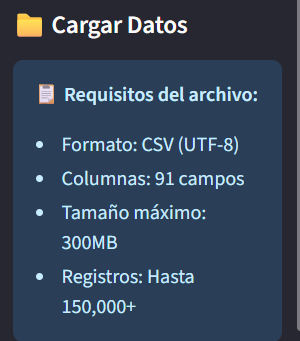 Cargar Datos
Requisitos del archivo:
Formato: CSV (UTF-8)
Columnas: 91 campos
Tamaño máximo:
300MB
Registros: Hasta
150,000+